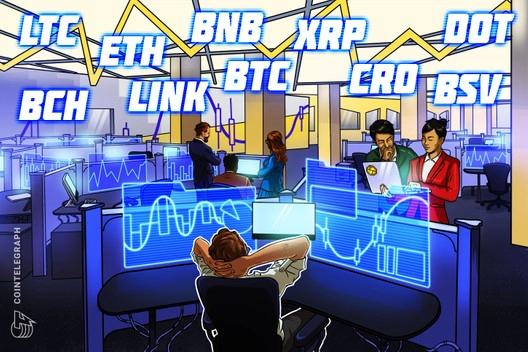 LTC
ETH
BNB
XRP
DOT
BCH
LINK
BTC
CRO
BSV
COINTELEGRAPH